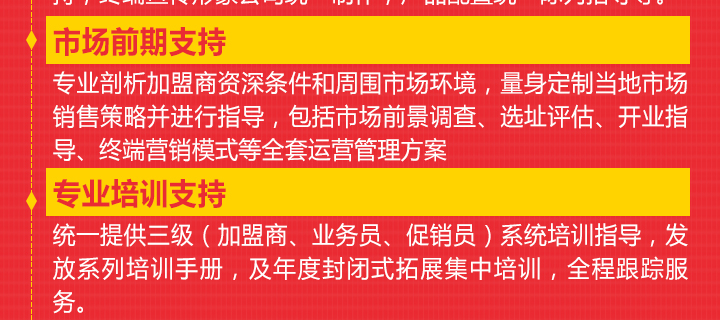 市场前期支持
专业剖析加盟商资深条件和周围市场环境，量身定制当地市场
销售策略并进行指导，包括市场前景调查、选址评估、开业指
导、终端营销模式等全套运营管理方案
专业培训支持
统一提供三级（加盟商、业务员、促销员）系统培训指导，发
放系列培训手册，及年度封闭式拓展集中培训，全程跟踪服
务。